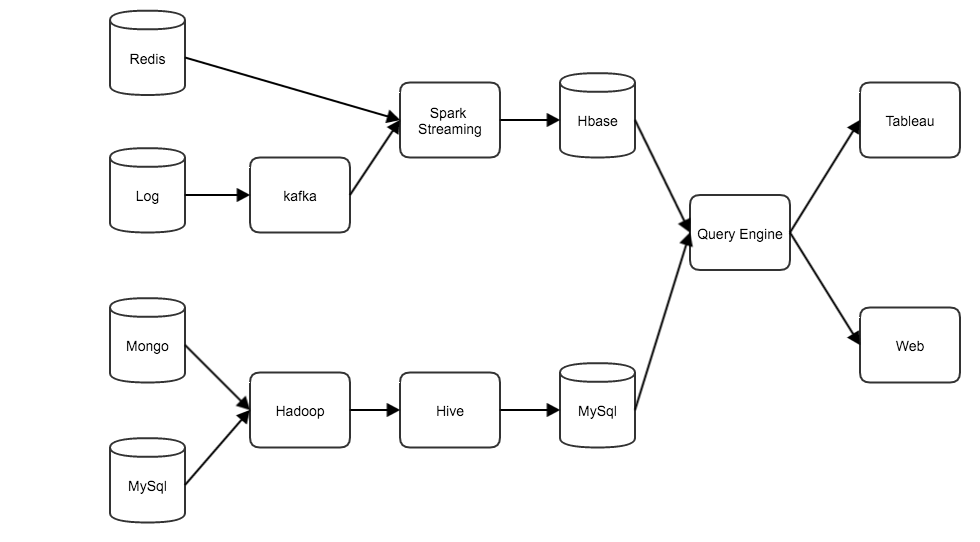 Redis
Spark
Streaming
Hbase
Tableau
Log
kafka
Query Engine
Mongo
Web
Hadoop
Hive
MySql
MySql